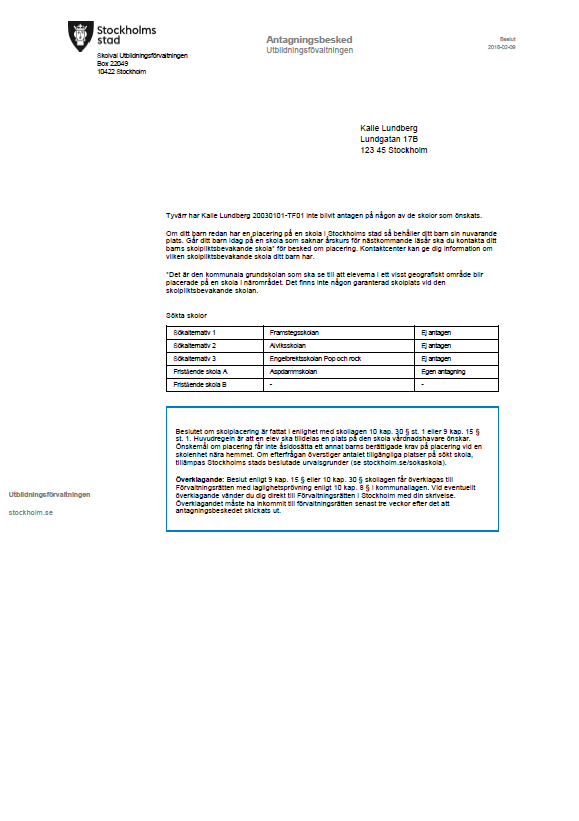 Stockholms
stad
Skolval Utbildningsförvaltningen
Box 22049
10422 Stockholm
Antagningsbesked
Utbildningsförvaltningen
Beslut
2018-02-09
Kalle Lundberg
Lundgatan 17B
123 45 Stockholm
Tyvärr har Kalle Lundberg 20030101-TF01 inte blivit antagen på någon av de skolor som önskats.
Om ditt barn redan har en placering på en skola i Stockholms stad så behåller ditt barn sin nuvarande
plats. Går ditt barn idag på en skola som saknar årskurs för nästkommande läsår ska du kontakta ditt
barns skolpliktsbevakande skola* för besked om placering. Kontaktcenter kan ge dig information om
vilken skolpliktsbevakande skola ditt barn har.
*Det är den kommunala grundskolan som ska se till att eleverna i ett visst geografiskt område blir
placerade på en skola i närområdet. Det finns inte någon garanterad skolplats vid den
skolpliktsbevakande skolan.
Sökta skolor
Sökalternativ 1 Framstegsskolan Ej antagen
Sökalternativ 2 Alviksskolan Ej antagen
Sökalternativ 3 Engelbrektsskolan Pop och rock Ej antagen
Fristående skola A Aspdammskolan Egen antagning
Fristående skola B - -
Beslutet om skolplacering är fattat i enlighet med skollagen 10 kap. 30 § st. 1 eller 9 kap. 15 §
st. 1. Huvudregeln är att en elev ska tilldelas en plats på den skola vårdnadshavare önskar.
Önskemål om placering får inte åsidosätta ett annat barns berättigade krav på placering vid en
skolenhet nära hemmet. Om efterfrågan överstiger antalet tillgängliga platser på sökt skola,
tillämpas Stockholms stads beslutade urvalsgrunder (se stockholm.se/sokaskola).
Överklagande: Beslut enligt 9 kap. 15 § eller 10 kap. 30 § skollagen får överklagas till
Förvaltningsrätten med laglighetsprövning enligt 10 kap. 8 § i kommunallagen. Vid eventuellt
överklagande vänder du dig direkt till Förvaltningsrätten i Stockholm med din skrivelse.
Överklagandet måste ha inkommit till förvaltningsrätten senast tre veckor efter det att
antagningsbeskedet skickats ut.
Utbildningsförvaltningen
stockholm.se